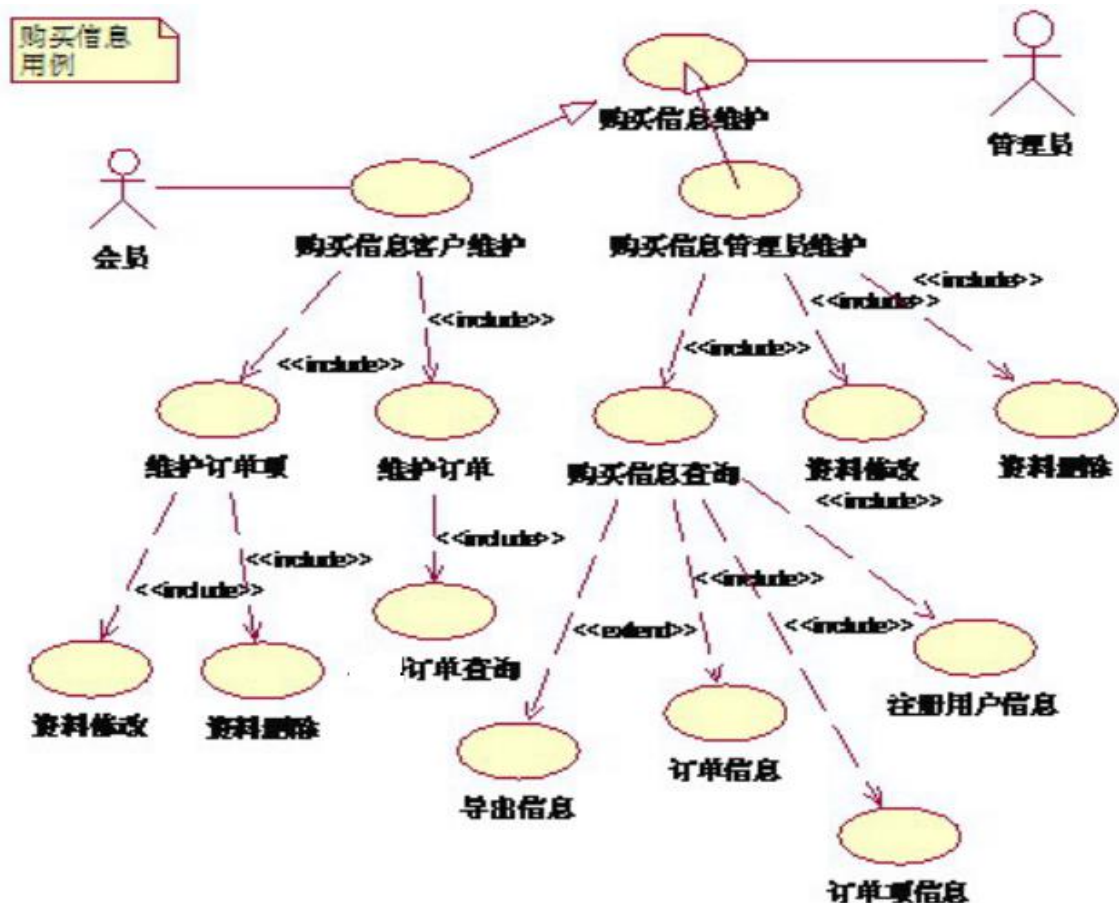 购买信息
用例
购买信息维护
管理员
会员
购买信息客户维护
购买信息管理员维护
<<include>>
<<include>>
<<include>>
<<include>>
<<include>>
维护订单项
维护订单
购买信息查询
资料修改
资料删除
<<include>>
<<include>>
<<include>>
<<include>>
<<include>>
<<extend>>
<<include>>
订单查询
资料修改
资料删除
注册用户信息
订单信息
导出信息
订单项信息